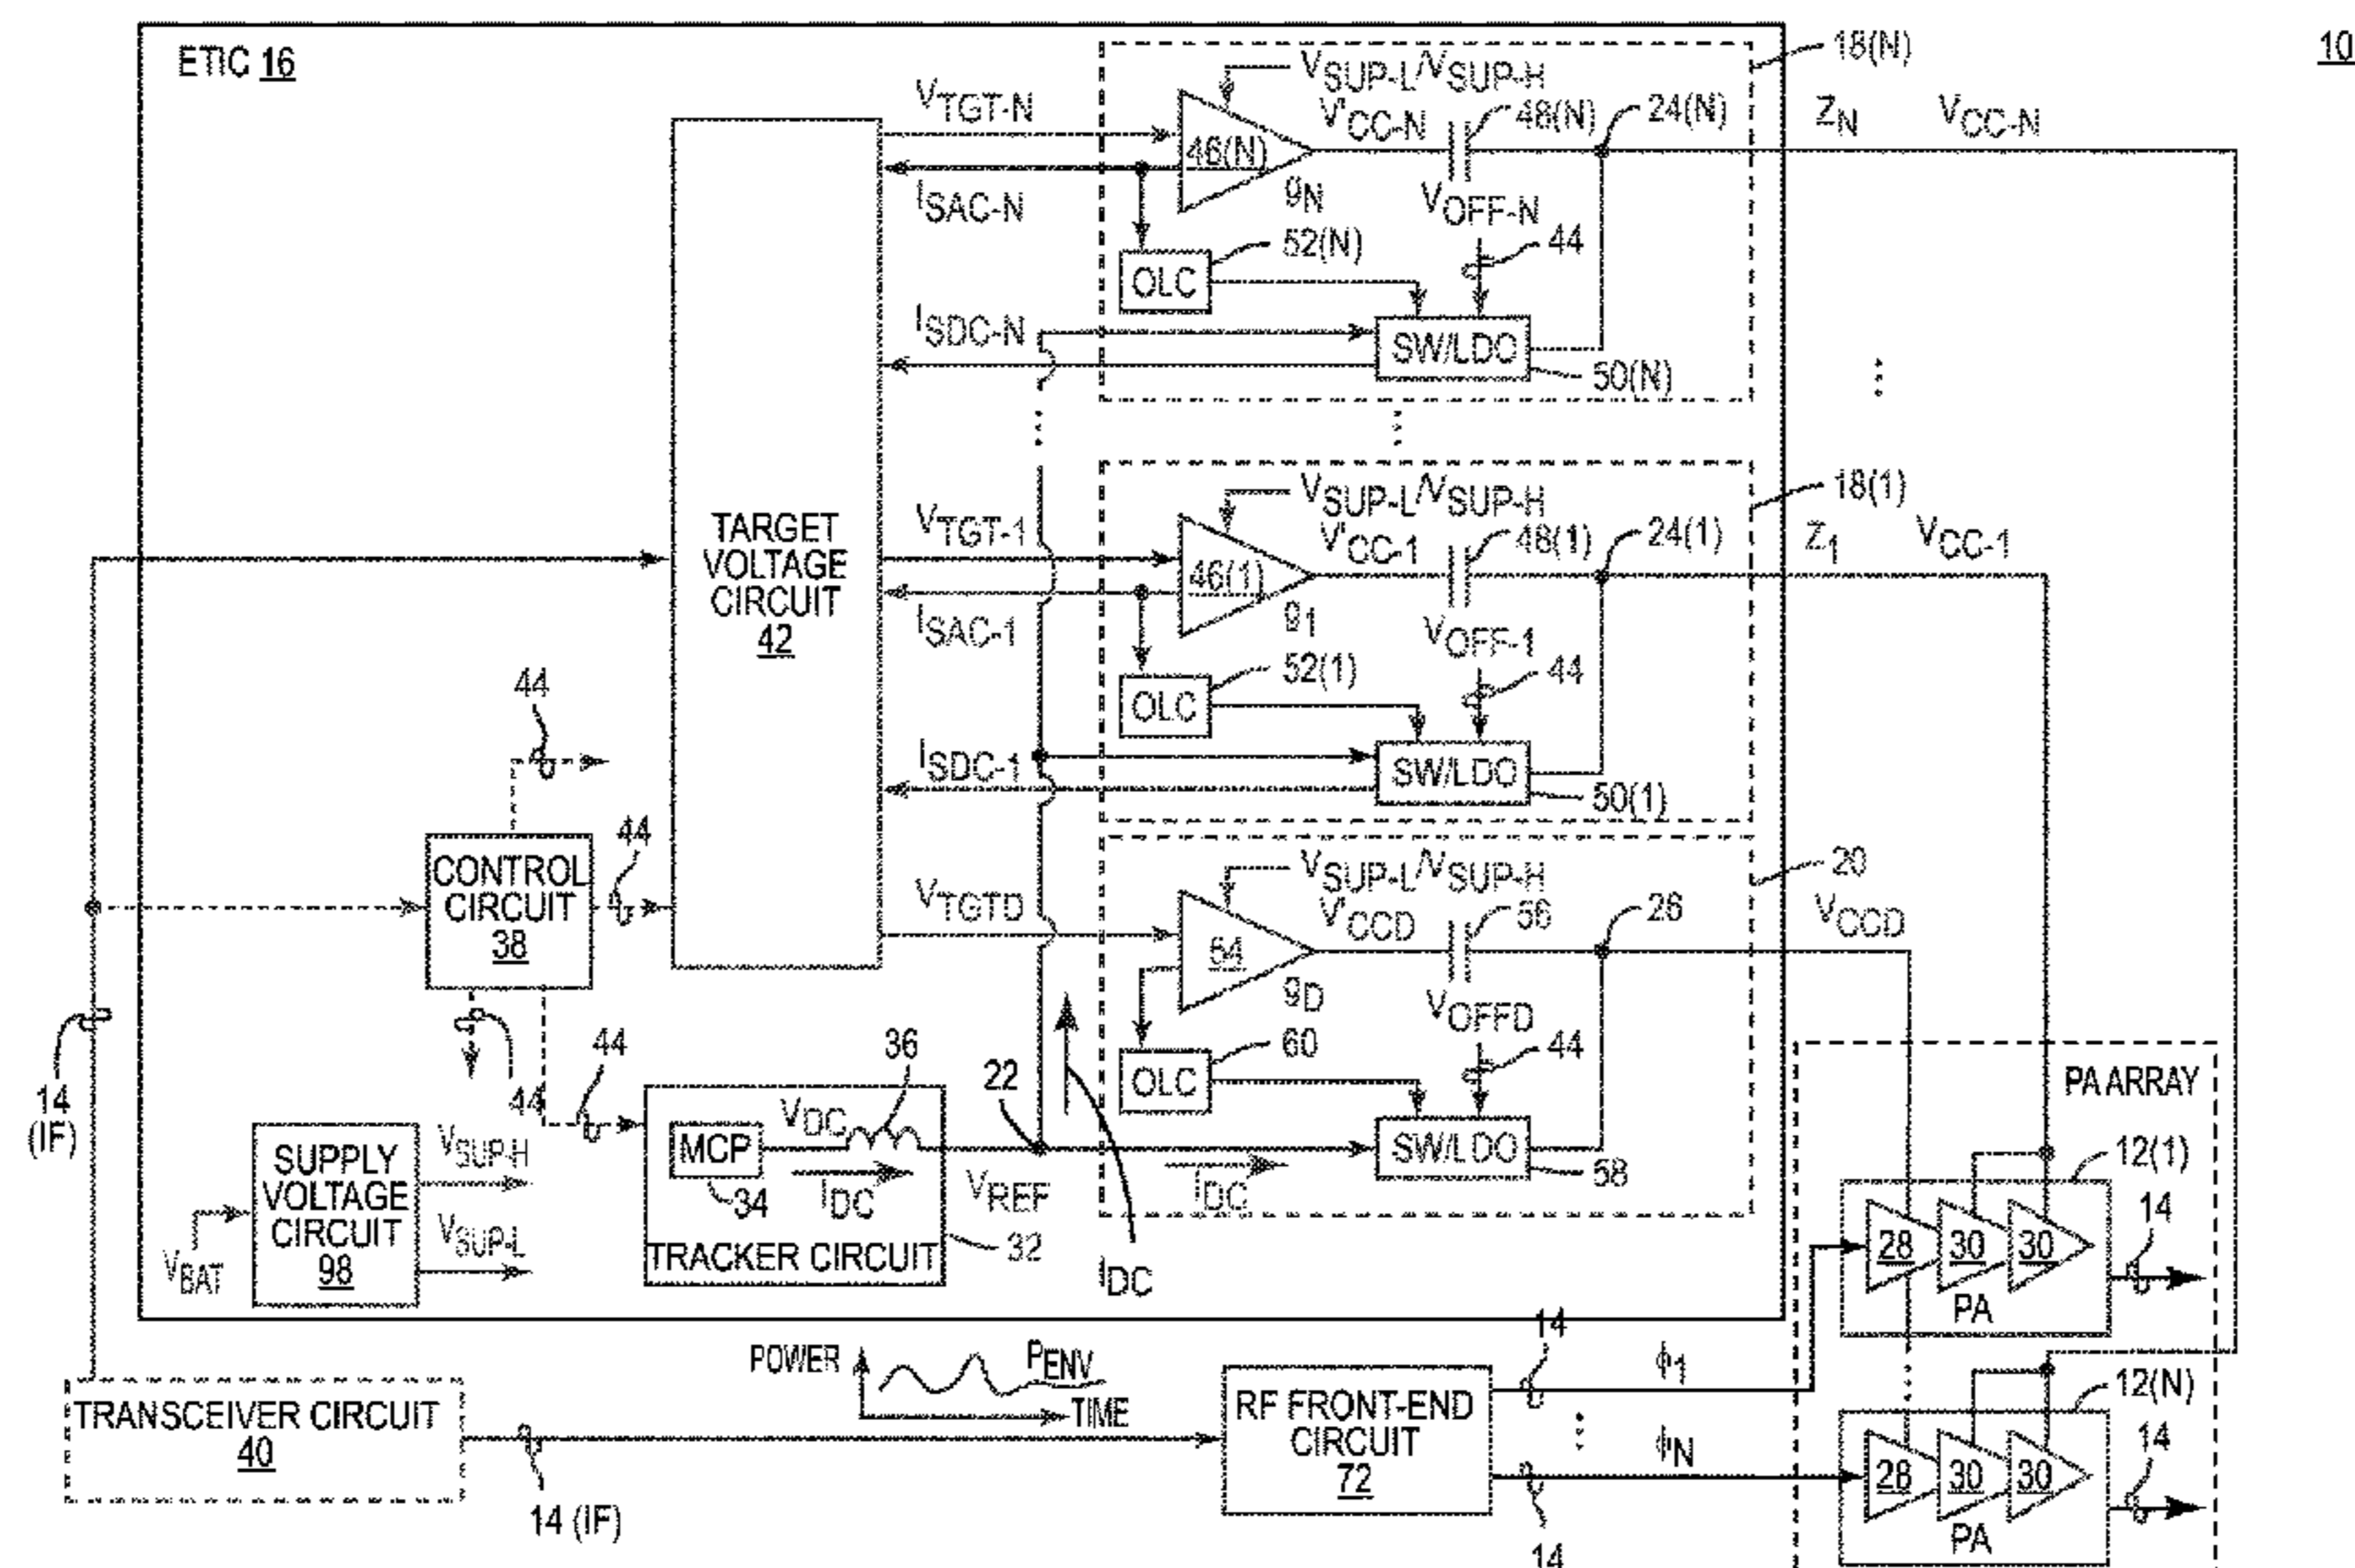 10
ETIC 16
18(N)
VSUP-L/VSUP-H
VTGT-N
V'CC-N
48(N)
24(N)
ZN
VCC-N
46(N)
gN
ISAC-N
VOFF-N
52(N)
44
OLC
ISDC-N
SW/LDO
50(N)
VSUP-L/VSUP-H
18(1)
VTGT-1
V'CC-1
48(1)
24(1)
Z1
VCC-1
TARGET
VOLTAGE
CIRCUIT
42
46(1)
g1
ISAC-1
VOFF-1
52(1)
44
OLC
44
ISDC-1
SW/LDO
50(1)
44
CONTROL
CIRCUIT
38
VSUP-L/VSUP-H
20
VTGTD
V'CCD
56
26
VCCD
54
gD
VOFFD
60
44
OLC
14
(IF)
44
44
36
22
VDC
MCP
34
IDC
VREF
IDC
SW/LDO
58
TRACKER CIRCUIT
32
IDC
SUPPLY
VOLTAGE
CIRCUIT
98
VSUP-H
VSUP-L
VBAT
PA ARRAY
12(1)
14
28
30
30
PA
POWER
PENV
TIME
14
ϕ1
TRANSCEIVER CIRCUIT
40
14 (IF)
RF FRONT-END
CIRCUIT
72
ϕN
14
12(N)
14
28
30
30
PA